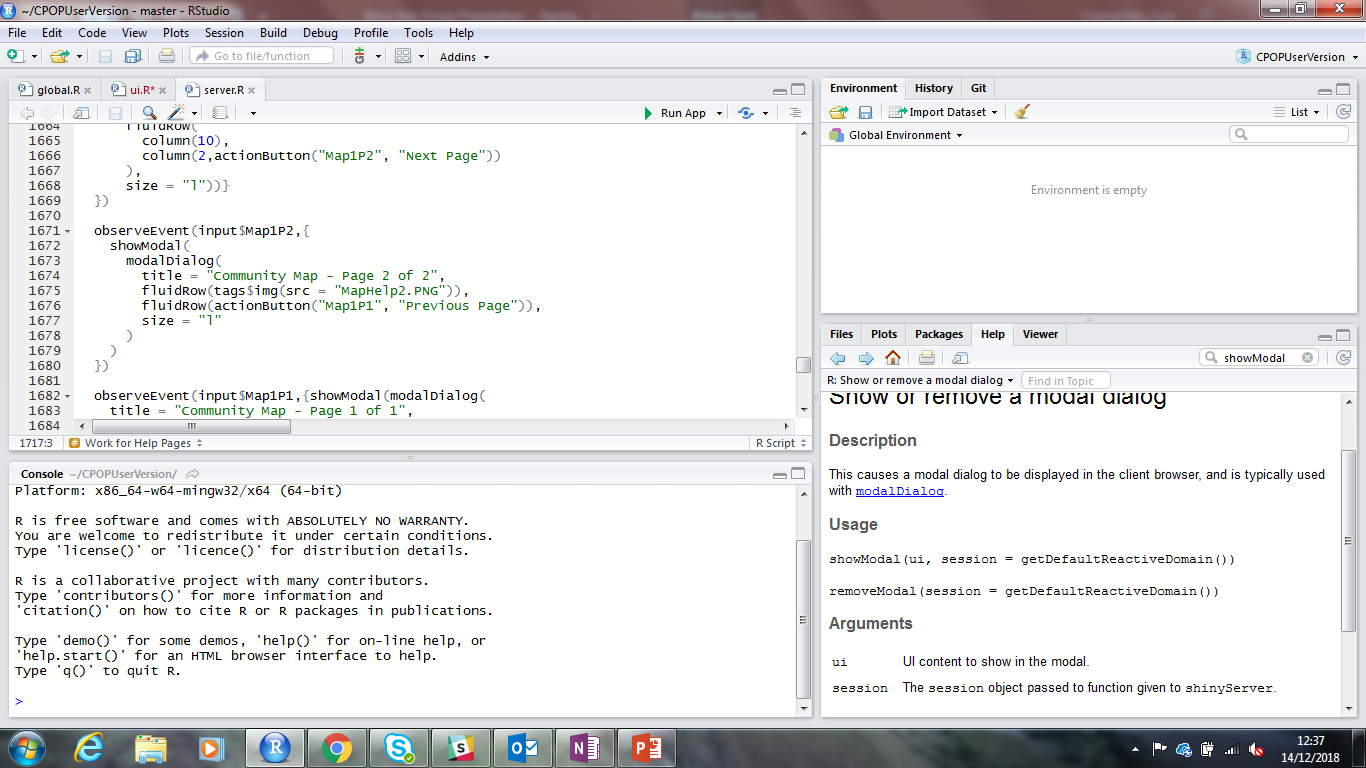 ~/CPOPUserVersion - master - RStudio
File Edit Code View Plots Session Build Debug Profile Tools Help
Go to file/function Addins CPOPUserVersion
global.R ui.R* server.R
Run App
1664 fluidRow(
1665 column(10),
1666 column(2,actionButton("Map1P2", "Next Page"))
1667 ),
1668 size = "l"))}
1669 })
1670
1671 observeEvent(input$Map1P2,{
1672 showModal(
1673 modalDialog(
1674 title = "Community Map - Page 2 of 2",
1675 fluidRow(tags$img(src = "MapHelp2.PNG")),
1676 fluidRow(actionButton("Map1P1", "Previous Page")),
1677 size = "l"
1678 )
1679 )
1680 })
1681
1682 observeEvent(input$Map1P1,{showModal(modalDialog(
1683 title = "Community Map - Page 1 of 1",
1684
1717:3 # Work for Help Pages R Script
Console ~/CPOPUserVersion/
Platform: x86_64-w64-mingw32/x64 (64-bit)
R is free software and comes with ABSOLUTELY NO WARRANTY.
You are welcome to redistribute it under certain conditions.
Type 'license()' or 'licence()' for distribution details.
R is a collaborative project with many contributors.
Type 'contributors()' for more information and
'citation()' on how to cite R or R packages in publications.
Type 'demo()' for some demos, 'help()' for on-line help, or
'help.start()' for an HTML browser interface to help.
Type 'q()' to quit R.
>
Environment History Git
Import Dataset List
Global Environment
Environment is empty
Files Plots Packages Help Viewer
showModal
R: Show or remove a modal dialog Find in Topic
Show or remove a modal dialog
Description
This causes a modal dialog to be displayed in the client browser, and is typically used
with modalDialog.
Usage
showModal(ui, session = getDefaultReactiveDomain())
removeModal(session = getDefaultReactiveDomain())
Arguments
ui UI content to show in the modal.
session The session object passed to function given to shinyServer.
12:37
14/12/2018